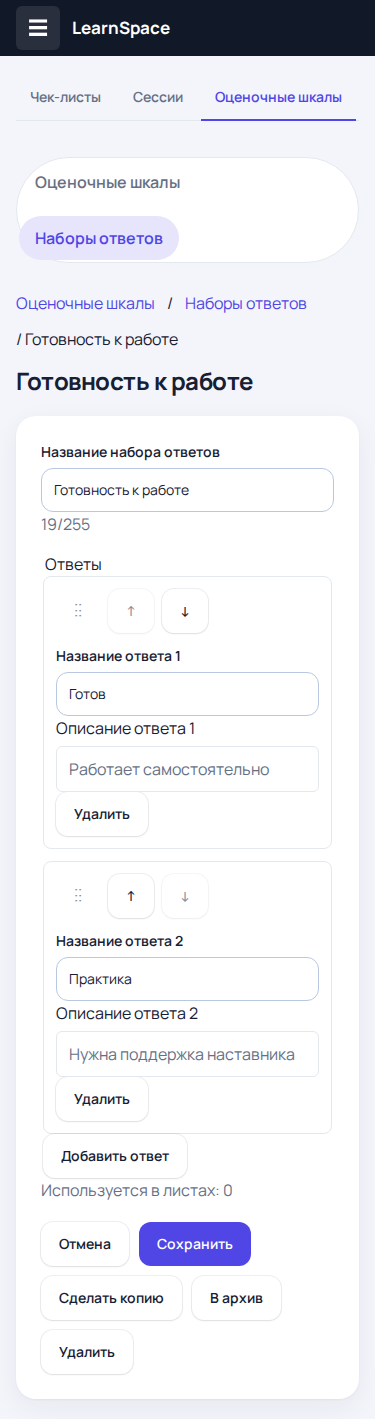 ☰ LearnSpace
Чек-листы Сессии Оценочные шкалы
Оценочные шкалы
Наборы ответов
Оценочные шкалы / Наборы ответов
/ Готовность к работе
Готовность к работе
Название набора ответов
Готовность к работе
19/255
Ответы
↑ ↓
Название ответа 1
Готов
Описание ответа 1
Работает самостоятельно
Удалить
↑ ↓
Название ответа 2
Практика
Описание ответа 2
Нужна поддержка наставника
Удалить
Добавить ответ
Используется в листах: 0
Отмена Сохранить
Сделать копию В архив
Удалить